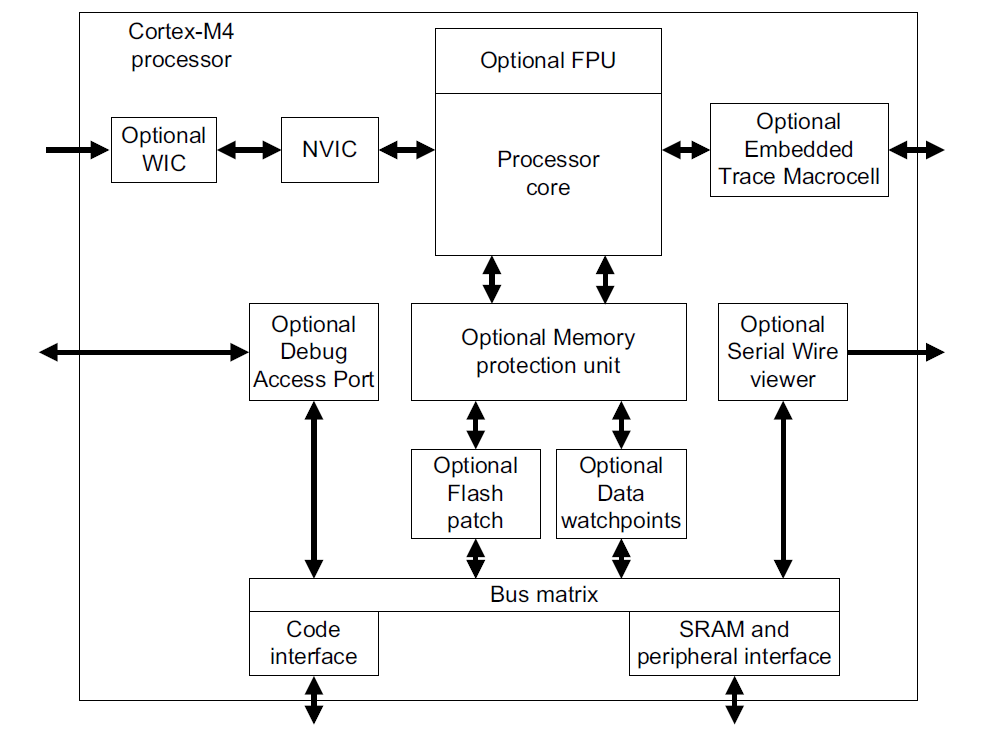 Cortex-M4
processor
Optional FPU
Optional
WIC
NVIC
Processor
core
Optional
Embedded
Trace Macrocell
Optional
Debug
Access Port
Optional Memory
protection unit
Optional
Serial Wire
viewer
Optional
Flash
patch
Optional
Data
watchpoints
Bus matrix
Code
interface
SRAM and
peripheral interface